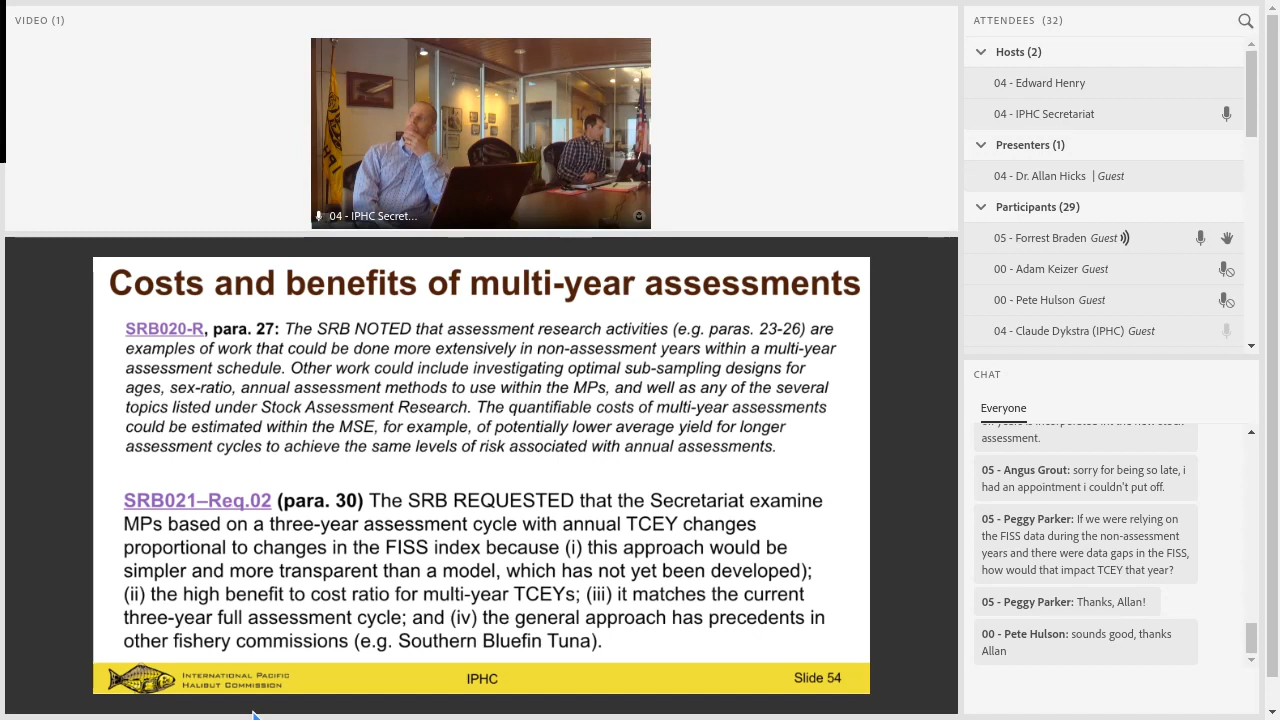 VIDEO (1)
04 - IPHC Secret...
Costs and benefits of multi-year assessments
SRB020-R, para. 27: The SRB NOTED that assessment research activities (e.g. paras. 23-26) are
examples of work that could be done more extensively in non-assessment years within a multi-year
assessment schedule. Other work could include investigating optimal sub-sampling designs for
ages, sex-ratio, annual assessment methods to use within the MPs, and well as any of the several
topics listed under Stock Assessment Research. The quantifiable costs of multi-year assessments
could be estimated within the MSE, for example, of potentially lower average yield for longer
assessment cycles to achieve the same levels of risk associated with annual assessments.
SRB021–Req.02 (para. 30) The SRB REQUESTED that the Secretariat examine
MPs based on a three-year assessment cycle with annual TCEY changes
proportional to changes in the FISS index because (i) this approach would be
simpler and more transparent than a model, which has not yet been developed);
(ii) the high benefit to cost ratio for multi-year TCEYs; (iii) it matches the current
three-year full assessment cycle; and (iv) the general approach has precedents in
other fishery commissions (e.g. Southern Bluefin Tuna).
INTERNATIONAL PACIFIC
HALIBUT COMMISSION
IPHC
Slide 54
ATTENDEES (32)
Hosts (2)
04 - Edward Henry
04 - IPHC Secretariat
Presenters (1)
04 - Dr. Allan Hicks | Guest
Participants (29)
05 - Forrest Braden Guest
00 - Adam Keizer Guest
00 - Pete Hulson Guest
04 - Claude Dykstra (IPHC) Guest
CHAT
Everyone
assessment.
05 - Angus Grout: sorry for being so late, i
had an appointment i couldn't put off.
05 - Peggy Parker: If we were relying on
the FISS data during the non-assessment
years and there were data gaps in the FISS,
how would that impact TCEY that year?
05 - Peggy Parker: Thanks, Allan!
00 - Pete Hulson: sounds good, thanks
Allan